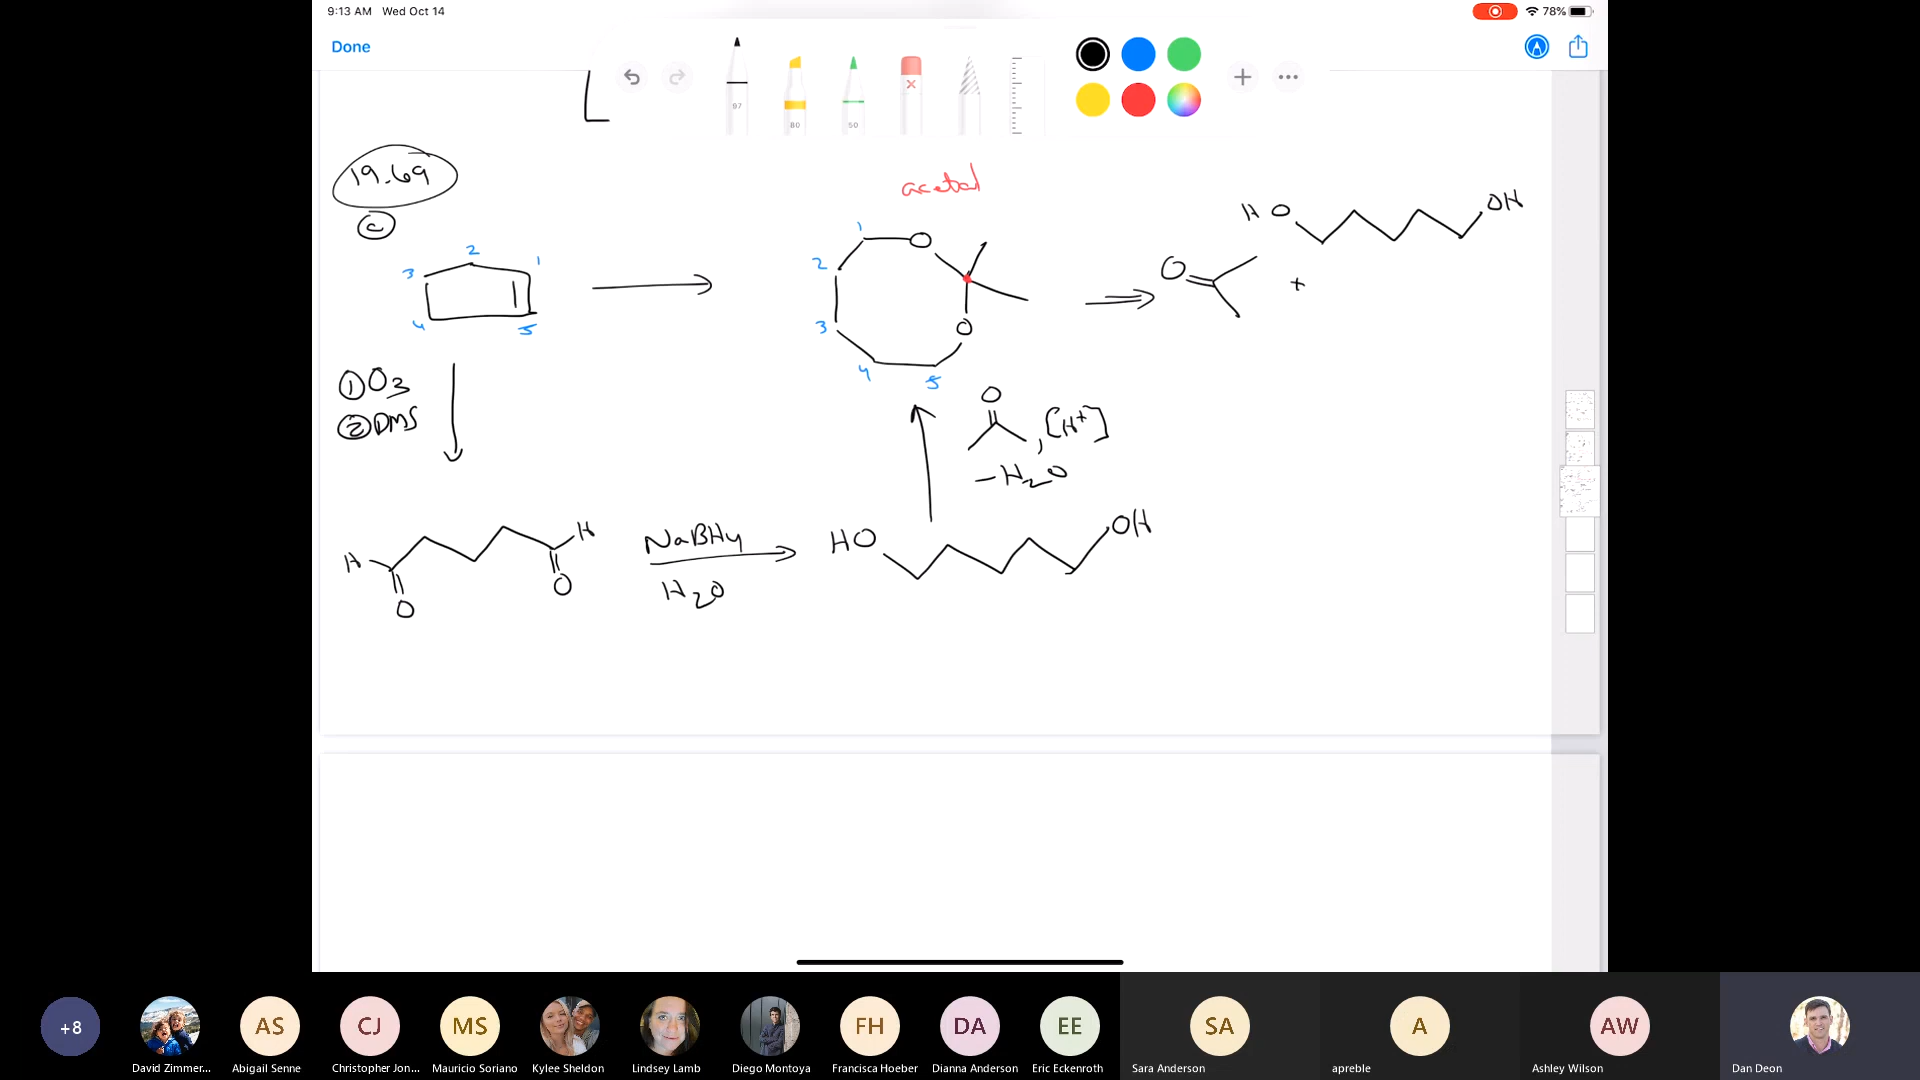 9:13 AM Wed Oct 14
78%
Done
97
80
50
19.69
C
acetal
1
2
3
4
5
1
O
2
3
O
4
5
HO
OH
O
+
① O3
② DMS
O
, [H+]
- H2O
H
O
H
O
NaBH4
H2O
HO
OH
+8
AS
CJ
MS
FH
DA
EE
SA
A
AW
David Zimmer...
Abigail Senne
Christopher Jon...
Mauricio Soriano
Kylee Sheldon
Lindsey Lamb
Diego Montoya
Francisca Hoeber
Dianna Anderson
Eric Eckenroth
Sara Anderson
apreble
Ashley Wilson
Dan Deon